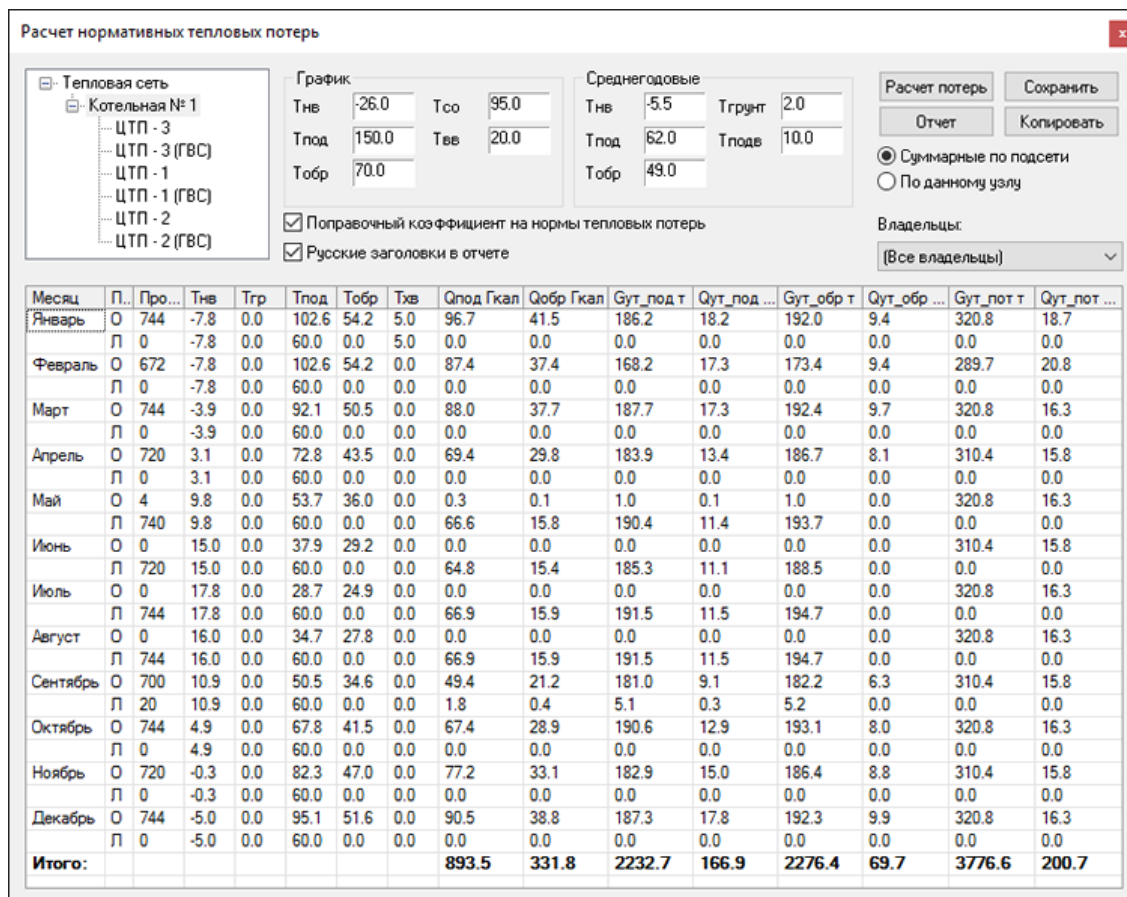 Расчет нормативных тепловых потерь
x
Тепловая сеть
Котельная № 1
ЦТП - 3
ЦТП - 3 (ГВС)
ЦТП - 1
ЦТП - 1 (ГВС)
ЦТП - 2
ЦТП - 2 (ГВС)
График
Тнв -26.0 Тсо 95.0
Тпод 150.0 Твв 20.0
Тобр 70.0
Среднегодовые
Тнв -5.5 Тгрунт 2.0
Тпод 62.0 Тподв 10.0
Тобр 49.0
Расчет потерь Сохранить
Отчет Копировать
Суммарные по подсети
По данному узлу
Поправочный коэффициент на нормы тепловых потерь
Русские заголовки в отчете
Владельцы:
(Все владельцы)
Месяц П... Про... Тнв Тгр Тпод Тобр Тхв Qпод Гкал Qобр Гкал Gут_под т Qут_под ... Gут_обр т Qут_обр ... Gут_пот т Qут_пот ...
Январь О 744 -7.8 0.0 102.6 54.2 5.0 96.7 41.5 186.2 18.2 192.0 9.4 320.8 18.7
Л 0 -7.8 0.0 60.0 0.0 5.0 0.0 0.0 0.0 0.0 0.0 0.0 0.0 0.0
Февраль О 672 -7.8 0.0 102.6 54.2 0.0 87.4 37.4 168.2 17.3 173.4 9.4 289.7 20.8
Л 0 -7.8 0.0 60.0 0.0 0.0 0.0 0.0 0.0 0.0 0.0 0.0 0.0 0.0
Март О 744 -3.9 0.0 92.1 50.5 0.0 88.0 37.7 187.7 17.3 192.4 9.7 320.8 16.3
Л 0 -3.9 0.0 60.0 0.0 0.0 0.0 0.0 0.0 0.0 0.0 0.0 0.0 0.0
Апрель О 720 3.1 0.0 72.8 43.5 0.0 69.4 29.8 183.9 13.4 186.7 8.1 310.4 15.8
Л 0 3.1 0.0 60.0 0.0 0.0 0.0 0.0 0.0 0.0 0.0 0.0 0.0 0.0
Май О 4 9.8 0.0 53.7 36.0 0.0 0.3 0.1 1.0 0.1 1.0 0.0 320.8 16.3
Л 740 9.8 0.0 60.0 0.0 0.0 66.6 15.8 190.4 11.4 193.7 0.0 0.0 0.0
Июнь О 0 15.0 0.0 37.9 29.2 0.0 0.0 0.0 0.0 0.0 0.0 0.0 310.4 15.8
Л 720 15.0 0.0 60.0 0.0 0.0 64.8 15.4 185.3 11.1 188.5 0.0 0.0 0.0
Июль О 0 17.8 0.0 28.7 24.9 0.0 0.0 0.0 0.0 0.0 0.0 0.0 320.8 16.3
Л 744 17.8 0.0 60.0 0.0 0.0 66.9 15.9 191.5 11.5 194.7 0.0 0.0 0.0
Август О 0 16.0 0.0 34.7 27.8 0.0 0.0 0.0 0.0 0.0 0.0 0.0 320.8 16.3
Л 744 16.0 0.0 60.0 0.0 0.0 66.9 15.9 191.5 11.5 194.7 0.0 0.0 0.0
Сентябрь О 700 10.9 0.0 50.5 34.6 0.0 49.4 21.2 181.0 9.1 182.2 6.3 310.4 15.8
Л 20 10.9 0.0 60.0 0.0 0.0 1.8 0.4 5.1 0.3 5.2 0.0 0.0 0.0
Октябрь О 744 4.9 0.0 67.8 41.5 0.0 67.4 28.9 190.6 12.9 193.1 8.0 320.8 16.3
Л 0 4.9 0.0 60.0 0.0 0.0 0.0 0.0 0.0 0.0 0.0 0.0 0.0 0.0
Ноябрь О 720 -0.3 0.0 82.3 47.0 0.0 77.2 33.1 182.9 15.0 186.4 8.8 310.4 15.8
Л 0 -0.3 0.0 60.0 0.0 0.0 0.0 0.0 0.0 0.0 0.0 0.0 0.0 0.0
Декабрь О 744 -5.0 0.0 95.1 51.6 0.0 90.5 38.8 187.3 17.8 192.3 9.9 320.8 16.3
Л 0 -5.0 0.0 60.0 0.0 0.0 0.0 0.0 0.0 0.0 0.0 0.0 0.0 0.0
Итого: 893.5 331.8 2232.7 166.9 2276.4 69.7 3776.6 200.7